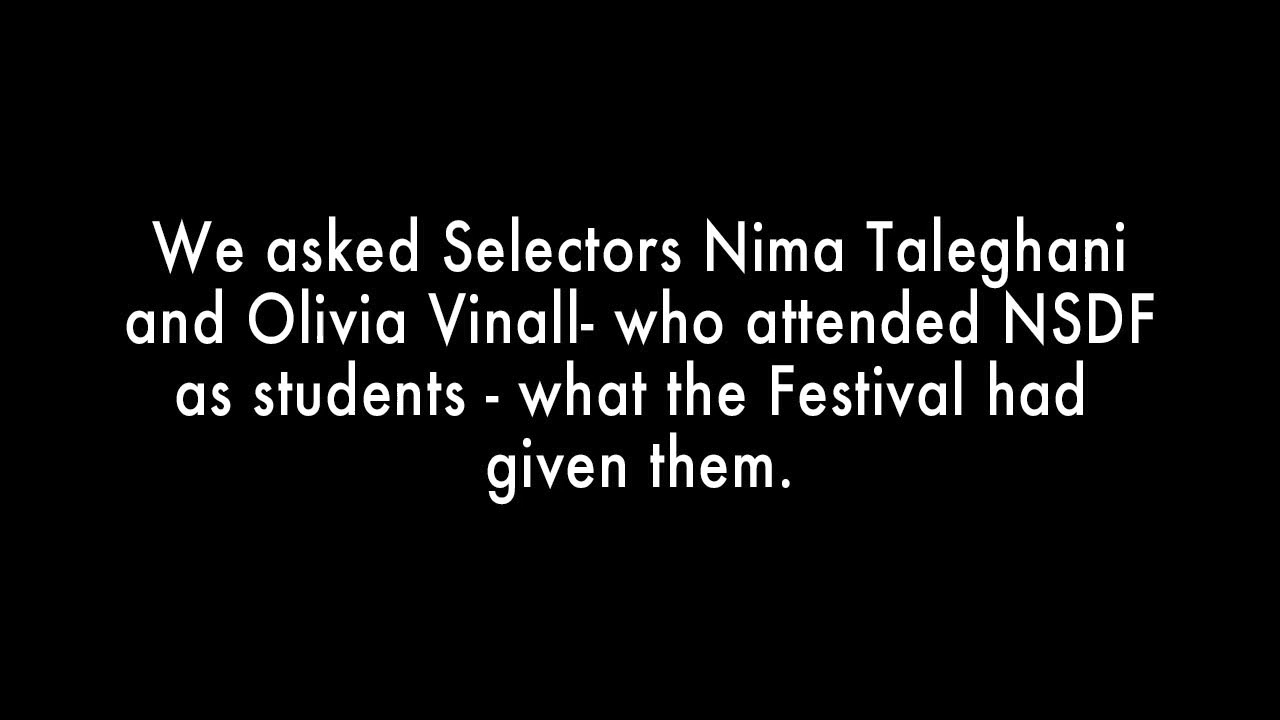 We asked Selectors Nima Taleghani
and Olivia Vinall- who attended NSDF
as students - what the Festival had
given them.